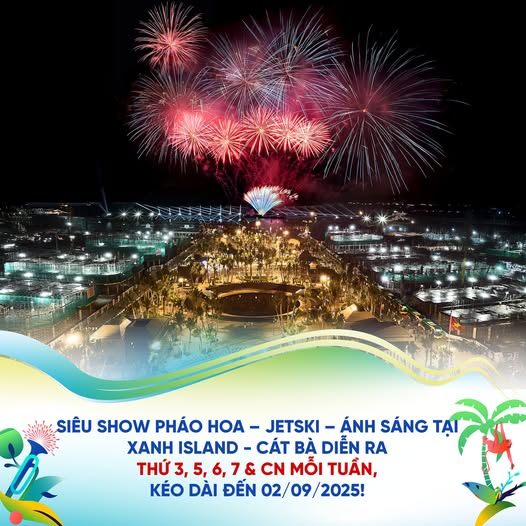 SIÊU SHOW PHÁO HOA – JETSKI – ÁNH SÁNG TẠI
XANH ISLAND - CÁT BÀ DIỄN RA
THỨ 3, 5, 6, 7 & CN MỖI TUẦN,
KÉO DÀI ĐẾN 02/09/2025!